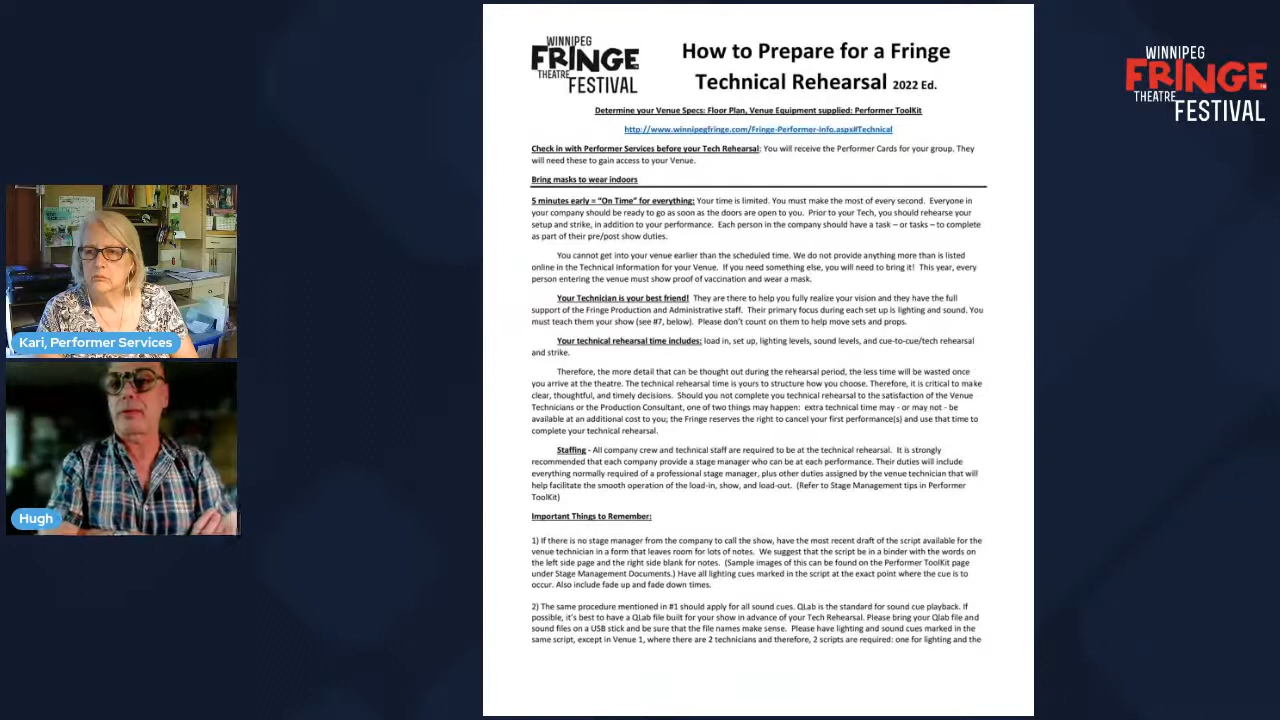 WINNIPEG
FRINGE
THEATRE
FESTIVAL
How to Prepare for a Fringe
Technical Rehearsal 2022 Ed.
Determine your Venue Specs: Floor Plan, Venue Equipment supplied: Performer ToolKit
http://www.winnipegfringe.com/Fringe-Performer-Info.aspx#Technical
Check in with Performer Services before your Tech Rehearsal: You will receive the Performer Cards for your group. They
will need these to gain access to your Venue.
Bring masks to wear indoors
5 minutes early = “On Time” for everything: Your time is limited. You must make the most of every second. Everyone in
your company should be ready to go as soon as the doors are open to you. Prior to your Tech, you should rehearse your
setup and strike, in addition to your performance. Each person in the company should have a task – or tasks – to complete
as part of their pre/post show duties.
You cannot get into your venue earlier than the scheduled time. We do not provide anything more than is listed
online in the Technical Information for your Venue. If you need something else, you will need to bring it! This year, every
person entering the venue must show proof of vaccination and wear a mask.
Your Technician is your best friend! They are there to help you fully realize your vision and they have the full
support of the Fringe Production and Administrative staff. Their primary focus during each set up is lighting and sound. You
must teach them your show (see #7, below). Please don’t count on them to help move sets and props.
Your technical rehearsal time includes: load in, set up, lighting levels, sound levels, and cue-to-cue/tech rehearsal
and strike.
Therefore, the more detail that can be thought out during the rehearsal period, the less time will be wasted once
you arrive at the theatre. The technical rehearsal time is yours to structure how you choose. Therefore, it is critical to make
clear, thoughtful, and timely decisions. Should you not complete you technical rehearsal to the satisfaction of the Venue
Technicians or the Production Consultant, one of two things may happen: extra technical time may - or may not - be
available at an additional cost to you; the Fringe reserves the right to cancel your first performance(s) and use that time to
complete your technical rehearsal.
Staffing - All company crew and technical staff are required to be at the technical rehearsal. It is strongly
recommended that each company provide a stage manager who can be at each performance. Their duties will include
everything normally required of a professional stage manager, plus other duties assigned by the venue technician that will
help facilitate the smooth operation of the load-in, show, and load-out. (Refer to Stage Management tips in Performer
ToolKit)
Important Things to Remember:
1) If there is no stage manager from the company to call the show, have the most recent draft of the script available for the
venue technician in a form that leaves room for lots of notes. We suggest that the script be in a binder with the words on
the left side page and the right side blank for notes. (Sample images of this can be found on the Performer ToolKit page
under Stage Management Documents.) Have all lighting cues marked in the script at the exact point where the cue is to
occur. Also include fade up and fade down times.
2) The same procedure mentioned in #1 should apply for all sound cues. QLab is the standard for sound cue playback. If
possible, it’s best to have a QLab file built for your show in advance of your Tech Rehearsal. Please bring your Qlab file and
sound files on a USB stick and be sure that the file names make sense. Please have lighting and sound cues marked in the
same script, except in Venue 1, where there are 2 technicians and therefore, 2 scripts are required: one for lighting and the
Kari, Performer Services
Hugh
WINNIPEG
FRINGE
THEATRE
FESTIVAL